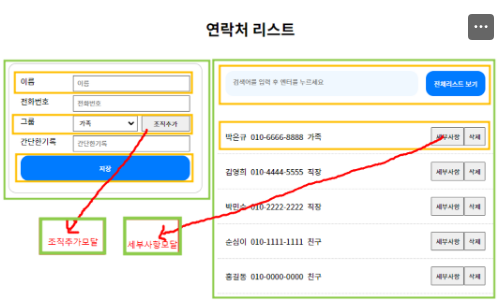 연락처 리스트
이름
이름
전화번호
전화번호
그룹
가족
조직추가
간단한기록
간단한기록
저장
조직추가모달
세부사항모달
검색어를 입력 후 엔터를 누르세요
전체리스트 보기
박은규 010-6666-8888 가족
세부사항
삭제
김영희 010-4444-5555 직장
세부사항
삭제
박민수 010-2222-2222 직장
세부사항
삭제
순심이 010-1111-1111 친구
세부사항
삭제
홍길동 010-0000-0000 친구
세부사항
삭제